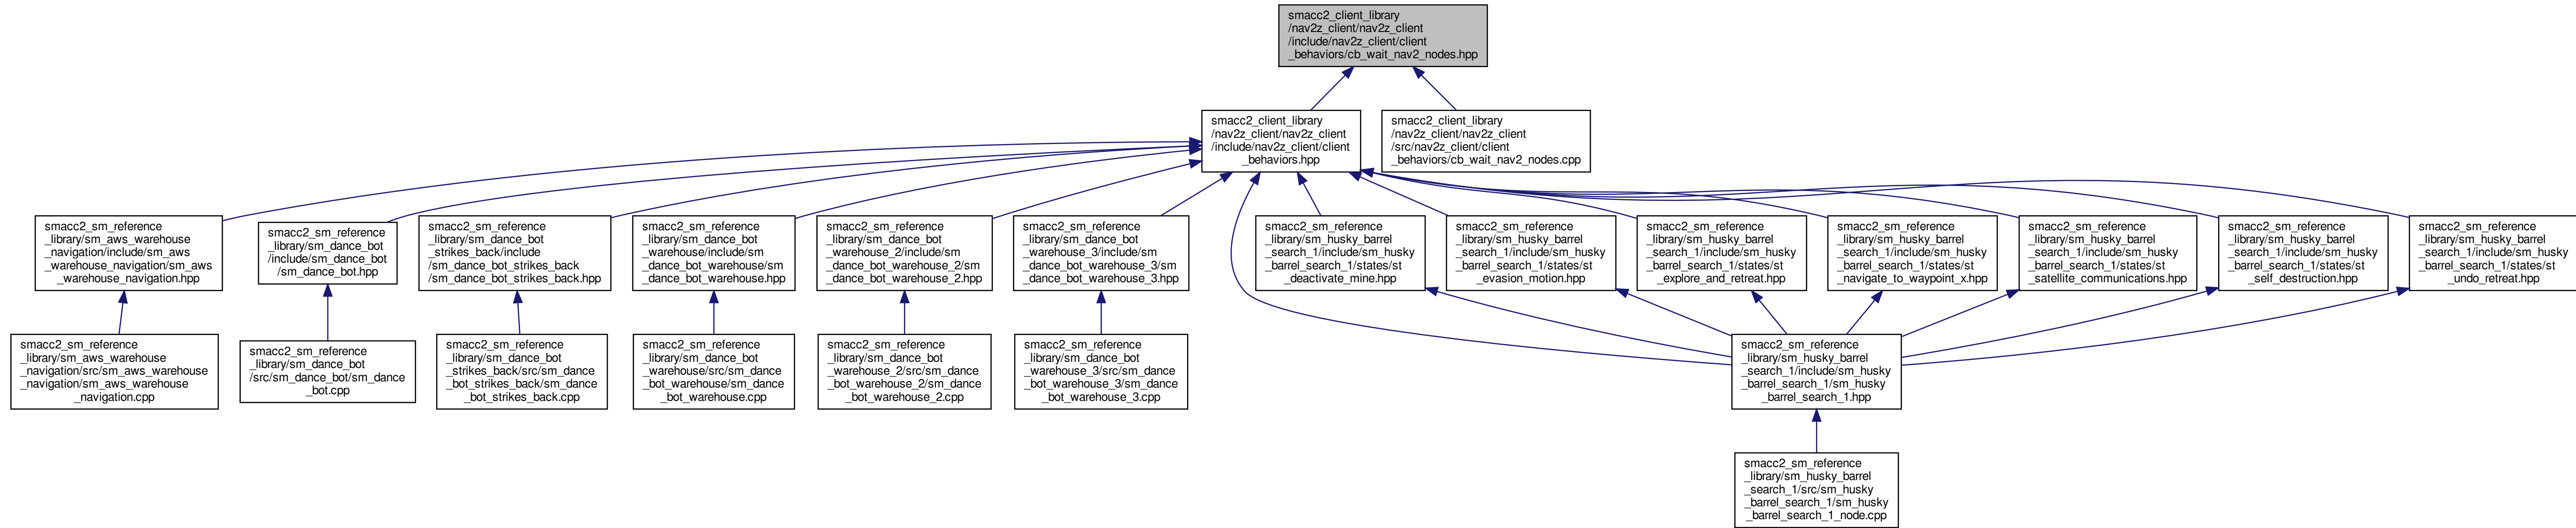 smacc2_client_library
/nav2z_client/nav2z_client
/include/nav2z_client/client
_behaviors/cb_wait_nav2_nodes.hpp
smacc2_client_library
/nav2z_client/nav2z_client
/include/nav2z_client/client
_behaviors.hpp
smacc2_client_library
/nav2z_client/nav2z_client
/src/nav2z_client/client
_behaviors/cb_wait_nav2_nodes.cpp
smacc2_sm_reference
_library/sm_aws_warehouse
_navigation/include/sm_aws
_warehouse_navigation/sm_aws
_warehouse_navigation.hpp
smacc2_sm_reference
_library/sm_dance_bot
/include/sm_dance_bot
/sm_dance_bot.hpp
smacc2_sm_reference
_library/sm_dance_bot
_strikes_back/include
/sm_dance_bot_strikes_back
/sm_dance_bot_strikes_back.hpp
smacc2_sm_reference
_library/sm_dance_bot
_warehouse/include/sm
_dance_bot_warehouse/sm
_dance_bot_warehouse.hpp
smacc2_sm_reference
_library/sm_dance_bot
_warehouse_2/include/sm
_dance_bot_warehouse_2/sm
_dance_bot_warehouse_2.hpp
smacc2_sm_reference
_library/sm_dance_bot
_warehouse_3/include/sm
_dance_bot_warehouse_3/sm
_dance_bot_warehouse_3.hpp
smacc2_sm_reference
_library/sm_husky_barrel
_search_1/include/sm_husky
_barrel_search_1/states/st
_deactivate_mine.hpp
smacc2_sm_reference
_library/sm_husky_barrel
_search_1/include/sm_husky
_barrel_search_1/states/st
_evasion_motion.hpp
smacc2_sm_reference
_library/sm_husky_barrel
_search_1/include/sm_husky
_barrel_search_1/states/st
_explore_and_retreat.hpp
smacc2_sm_reference
_library/sm_husky_barrel
_search_1/include/sm_husky
_barrel_search_1/states/st
_navigate_to_waypoint_x.hpp
smacc2_sm_reference
_library/sm_husky_barrel
_search_1/include/sm_husky
_barrel_search_1/states/st
_satellite_communications.hpp
smacc2_sm_reference
_library/sm_husky_barrel
_search_1/include/sm_husky
_barrel_search_1/states/st
_self_destruction.hpp
smacc2_sm_reference
_library/sm_husky_barrel
_search_1/include/sm_husky
_barrel_search_1/states/st
_undo_retreat.hpp
smacc2_sm_reference
_library/sm_aws_warehouse
_navigation/src/sm_aws_warehouse
_navigation/sm_aws_warehouse
_navigation.cpp
smacc2_sm_reference
_library/sm_dance_bot
/src/sm_dance_bot/sm_dance
_bot.cpp
smacc2_sm_reference
_library/sm_dance_bot
_strikes_back/src/sm_dance
_bot_strikes_back/sm_dance
_bot_strikes_back.cpp
smacc2_sm_reference
_library/sm_dance_bot
_warehouse/src/sm_dance
_bot_warehouse/sm_dance
_bot_warehouse.cpp
smacc2_sm_reference
_library/sm_dance_bot
_warehouse_2/src/sm_dance
_bot_warehouse_2/sm_dance
_bot_warehouse_2.cpp
smacc2_sm_reference
_library/sm_dance_bot
_warehouse_3/src/sm_dance
_bot_warehouse_3/sm_dance
_bot_warehouse_3.cpp
smacc2_sm_reference
_library/sm_husky_barrel
_search_1/include/sm_husky
_barrel_search_1/sm_husky
_barrel_search_1.hpp
smacc2_sm_reference
_library/sm_husky_barrel
_search_1/src/sm_husky
_barrel_search_1/sm_husky
_barrel_search_1_node.cpp